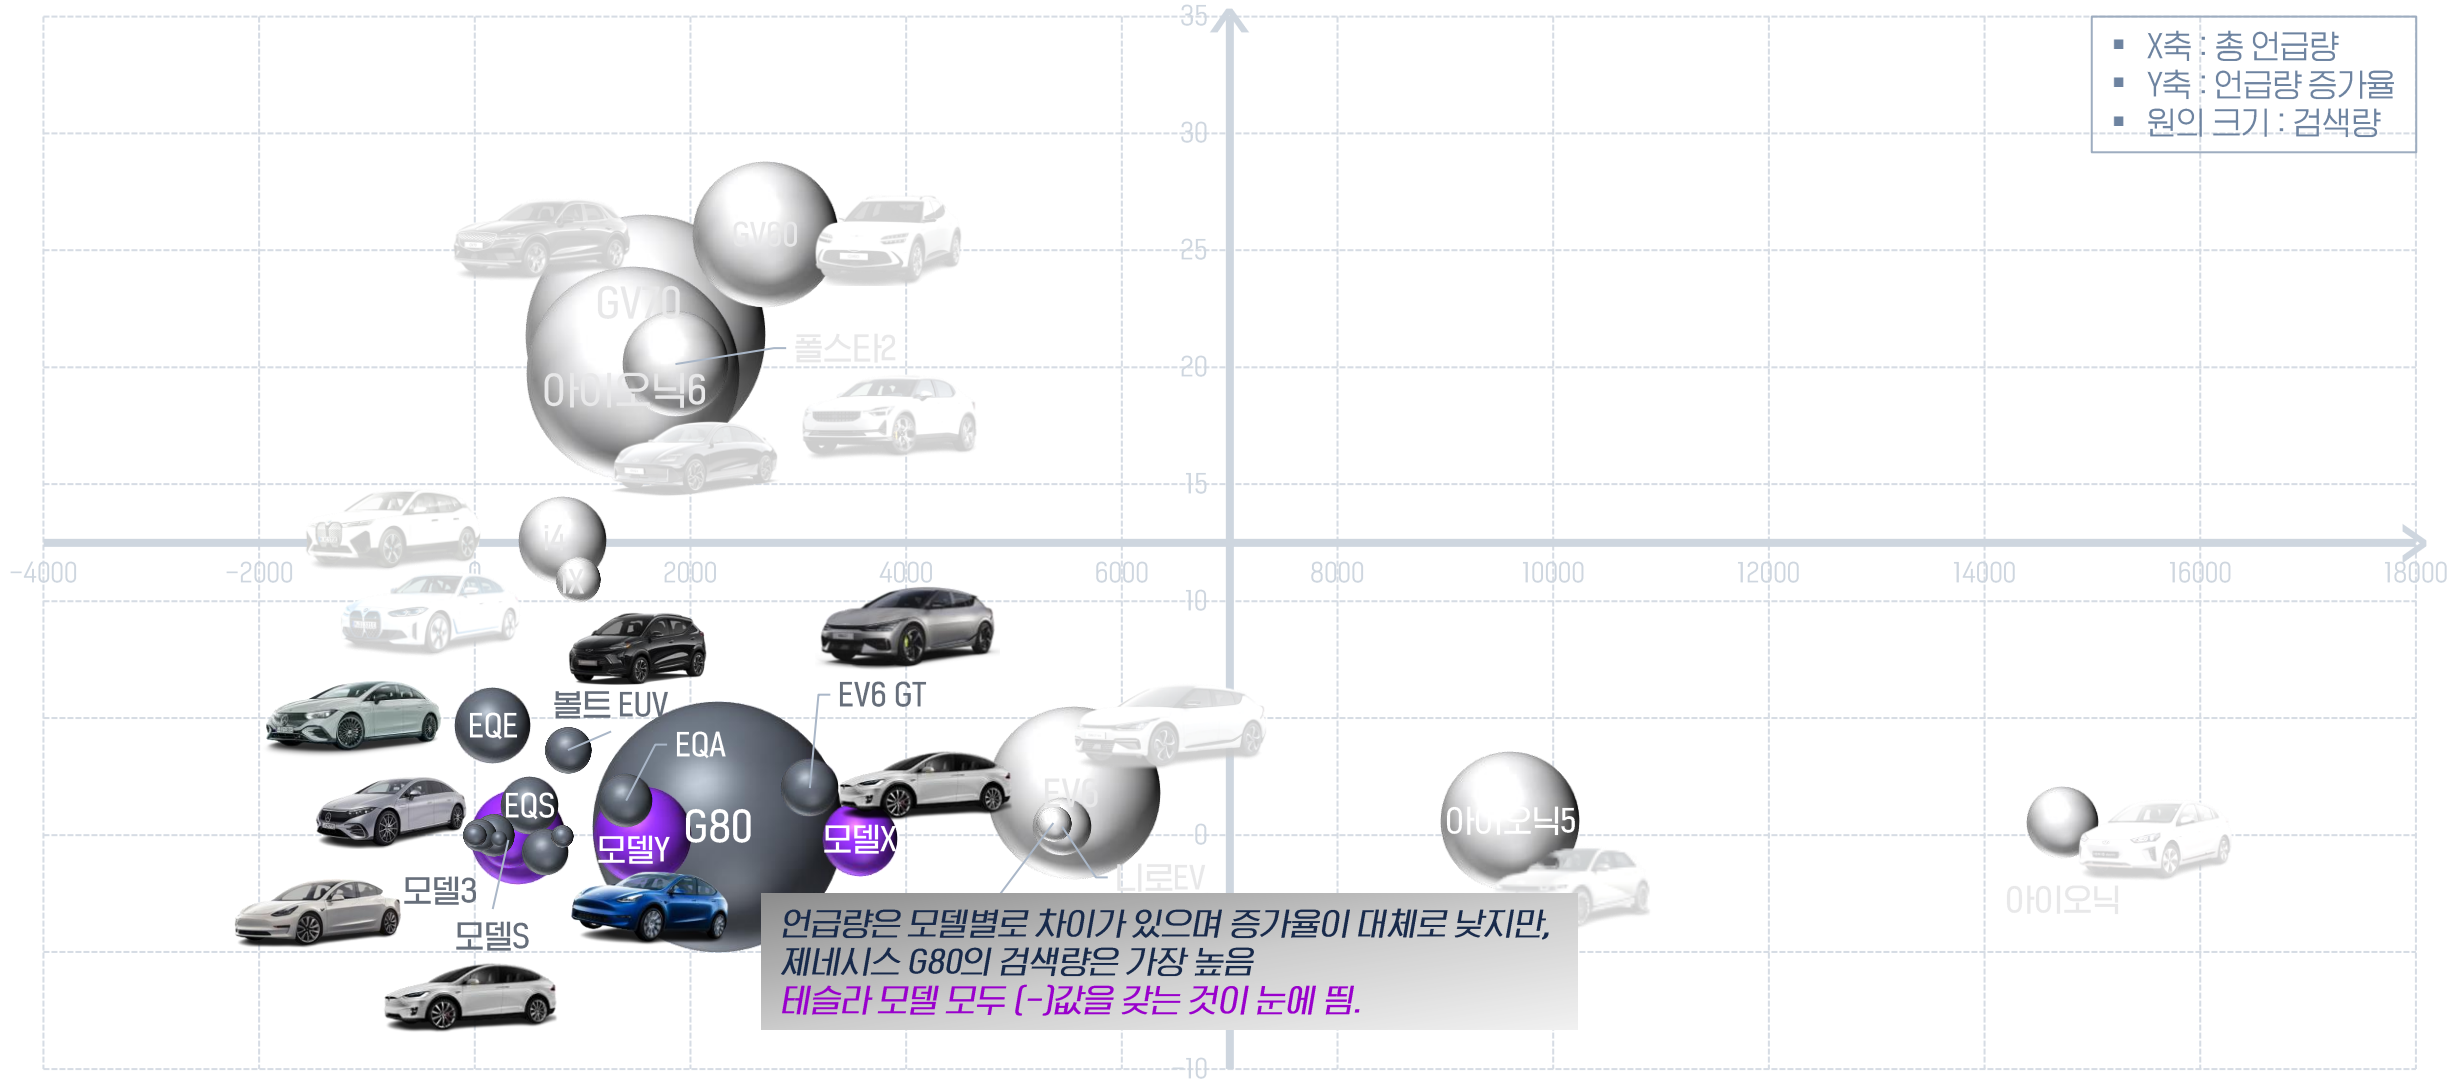 35
▪ X축 : 총 언급량
▪ Y축 : 언급량 증가율
▪ 원의 크기 : 검색량
30
GV60
25
GV70
폴스타2
20
아이오닉6
15
i4
-4000 -2000 0 2000 4000 6000 8000 10000 12000 14000 16000 18000
iX
10
EV6 GT
볼트 EUV
EQE
EQA
EV6
EQS
G80
아이오닉5
모델Y
모델X
0
니로EV
모델3
아이오닉
모델S
언급량은 모델별로 차이가 있으며 증가율이 대체로 낮지만,
제네시스 G80의 검색량은 가장 높음
테슬라 모델 모두 (-)값을 갖는 것이 눈에 띔.
-10